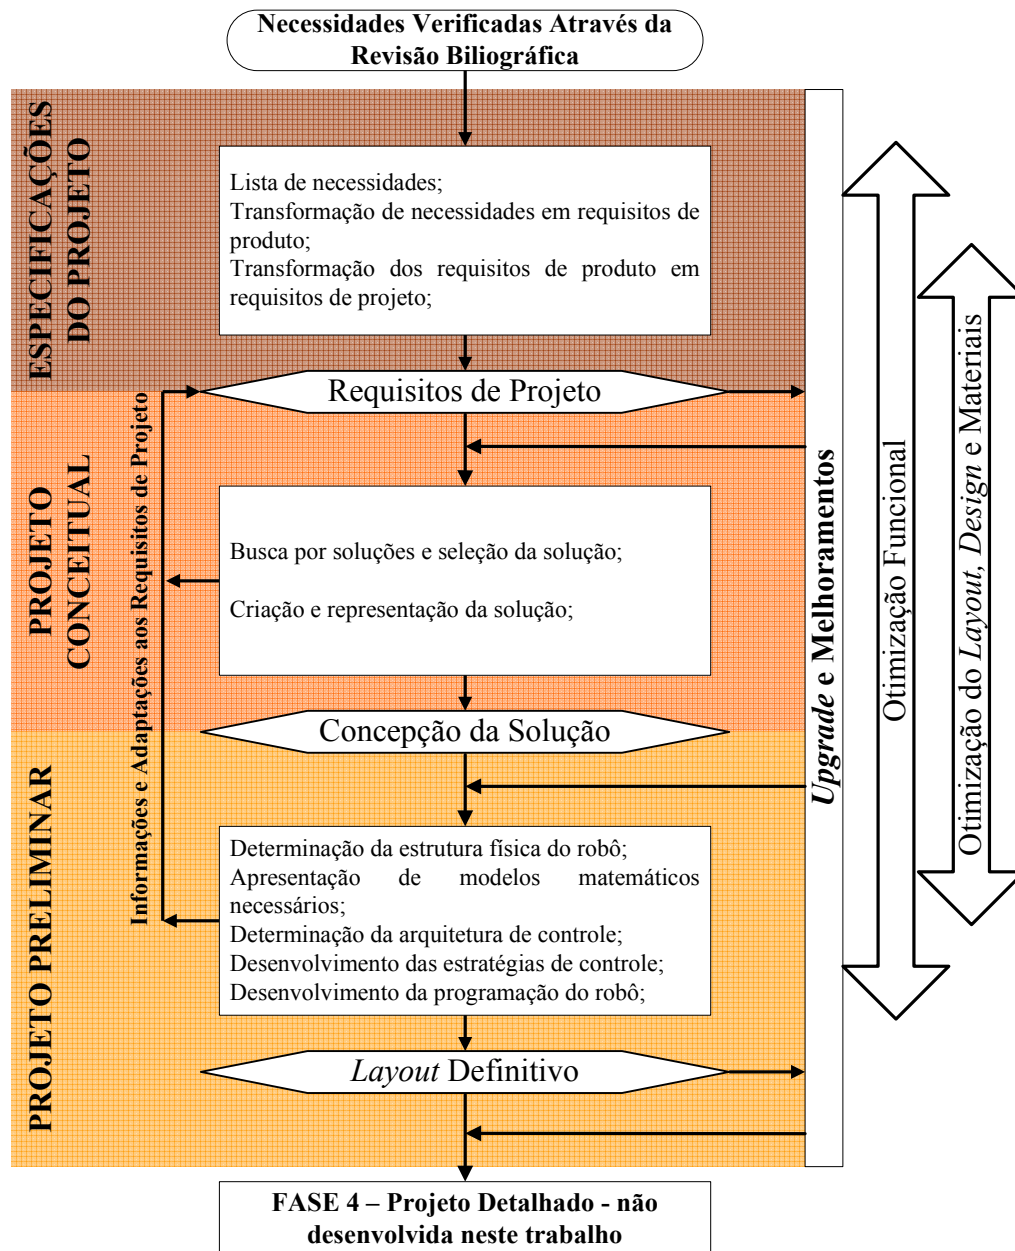 Necessidades Verificadas Através da
Revisão Biliográfica
ESPECIFICAÇÕES
DO PROJETO
Lista de necessidades;
Transformação de necessidades em requisitos de
produto;
Transformação dos requisitos de produto em
requisitos de projeto;
Requisitos de Projeto
PROJETO
CONCEITUAL
Informações e Adaptações aos Requisitos de Projeto
Busca por soluções e seleção da solução;
Criação e representação da solução;
Concepção da Solução
PROJETO PRELIMINAR
Determinação da estrutura física do robô;
Apresentação de modelos matemáticos
necessários;
Determinação da arquitetura de controle;
Desenvolvimento das estratégias de controle;
Desenvolvimento da programação do robô;
Layout Definitivo
FASE 4 – Projeto Detalhado - não
desenvolvida neste trabalho
Upgrade e Melhoramentos
Otimização Funcional
Otimização do Layout, Design e Materiais